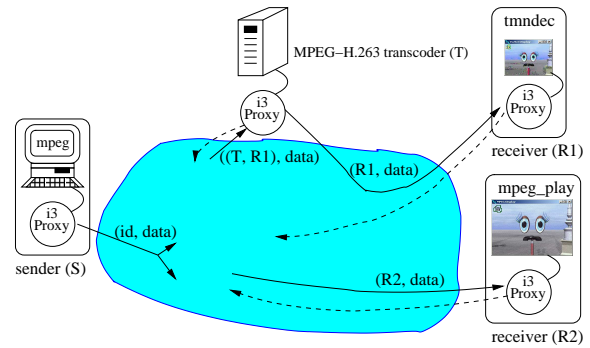 tmndec
MPEG−H.263 transcoder (T)
i3
Proxy
i3
Proxy
receiver (R1)
mpeg
((T, R1), data)
(R1, data)
mpeg_play
i3
Proxy
(id, data)
sender (S)
(R2, data)
i3
Proxy
receiver (R2)